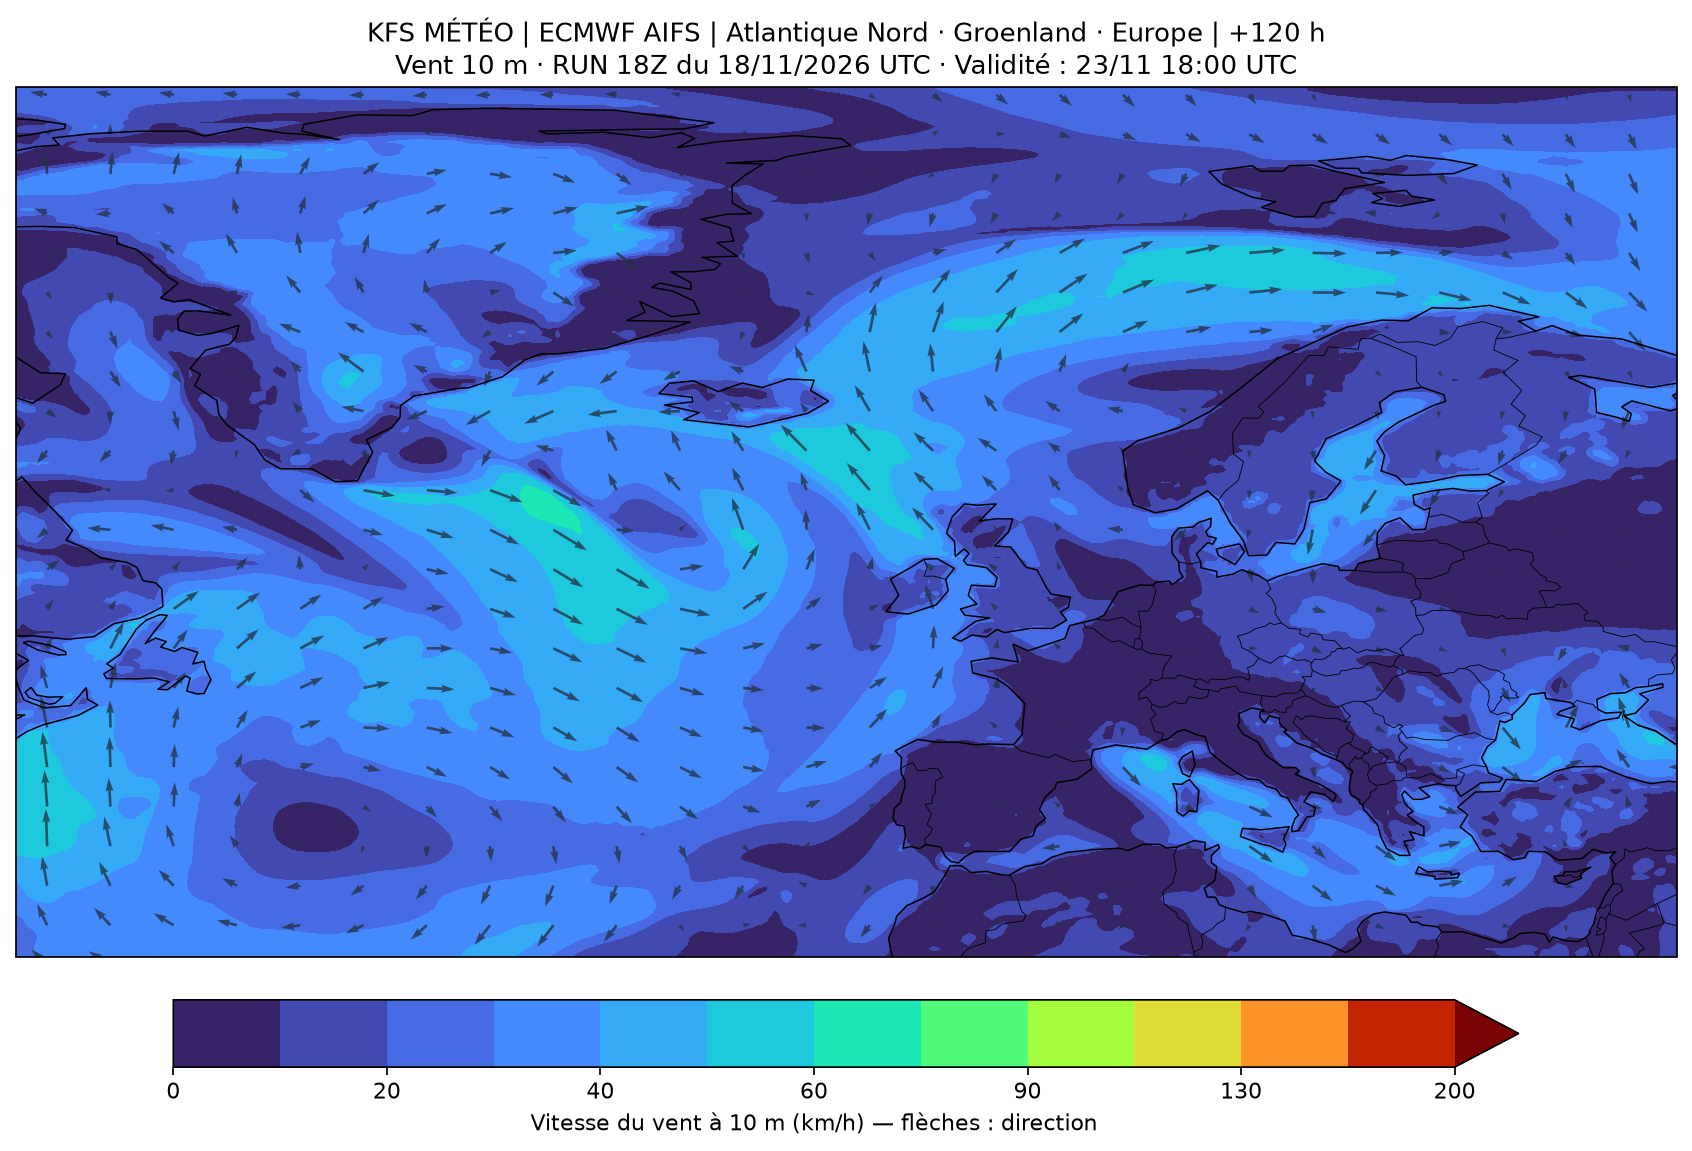 KFS MÉTÉO | ECMWF AIFS | Atlantique Nord · Groenland · Europe | +120 h
Vent 10 m · RUN 18Z du 18/11/2026 UTC · Validité : 23/11 18:00 UTC
0 20 40 60 90 130 200
Vitesse du vent à 10 m (km/h) — flèches : direction